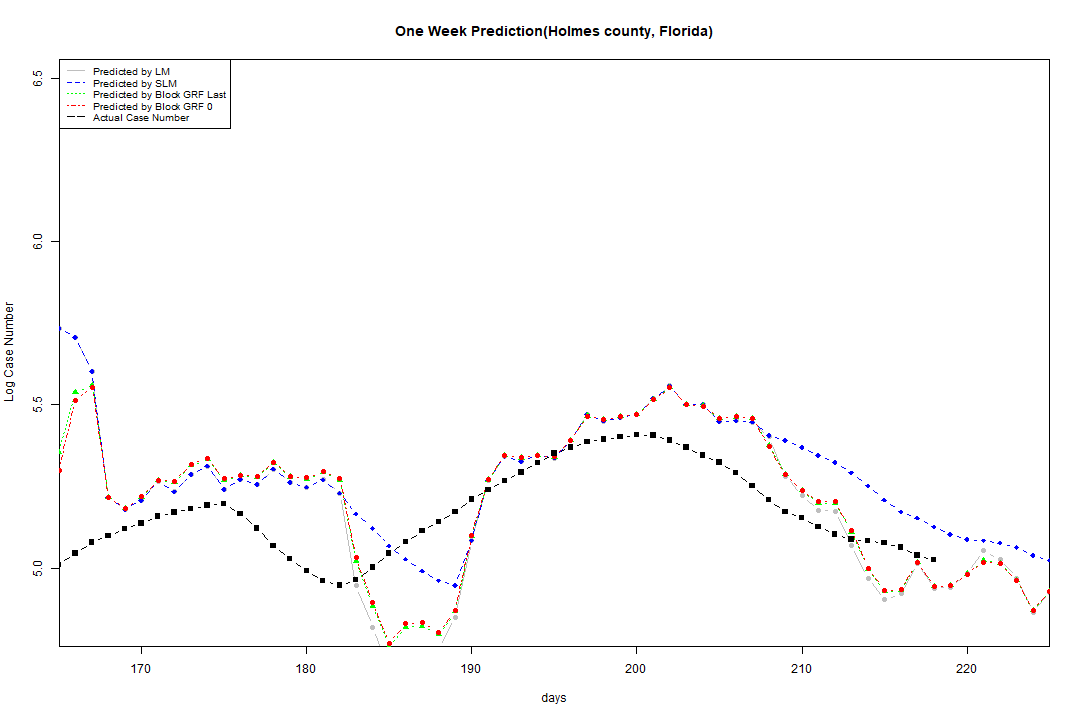 One Week Prediction(Holmes county, Florida)
Predicted by LM
Predicted by SLM
Predicted by Block GRF Last
Predicted by Block GRF 0
Actual Case Number
6.5
6.0
5.5
5.0
Log Case Number
170 180 190 200 210 220
days